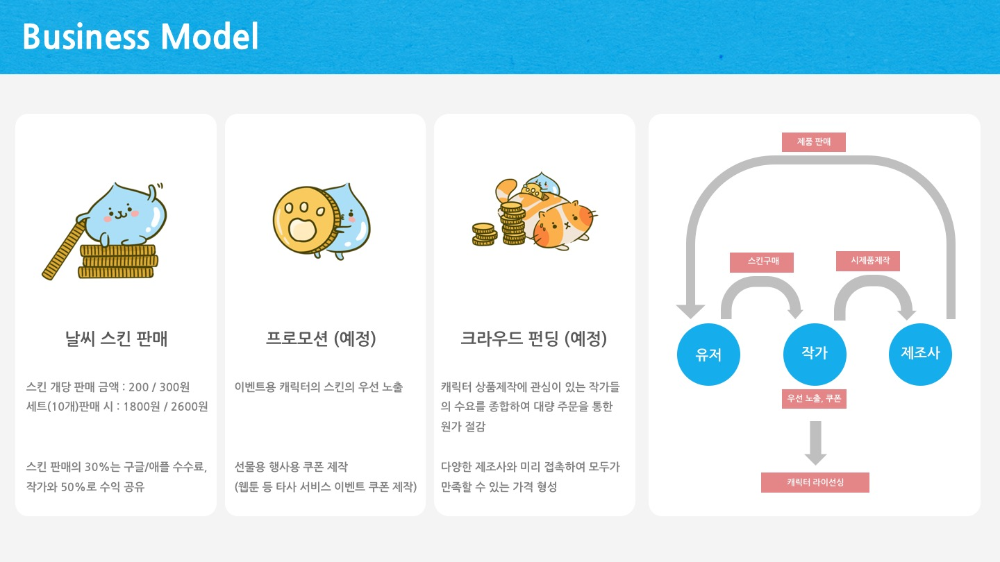 Business Model
날씨 스킨 판매
스킨 개당 판매 금액 : 200 / 300원
세트(10개)판매 시 : 1800원 / 2600원
스킨 판매의 30%는 구글/애플 수수료,
작가와 50%로 수익 공유
프로모션 (예정)
이벤트용 캐릭터의 스킨의 우선 노출
선물용 행사용 쿠폰 제작
(웹툰 등 타사 서비스 이벤트 쿠폰 제작)
크라우드 펀딩 (예정)
캐릭터 상품제작에 관심이 있는 작가들
의 수요를 종합하여 대량 주문을 통한
원가 절감
다양한 제조사와 미리 접촉하여 모두가
만족할 수 있는 가격 형성
제품 판매
스킨구매
시제품제작
유저
작가
제조사
우선 노출, 쿠폰
캐릭터 라이선싱